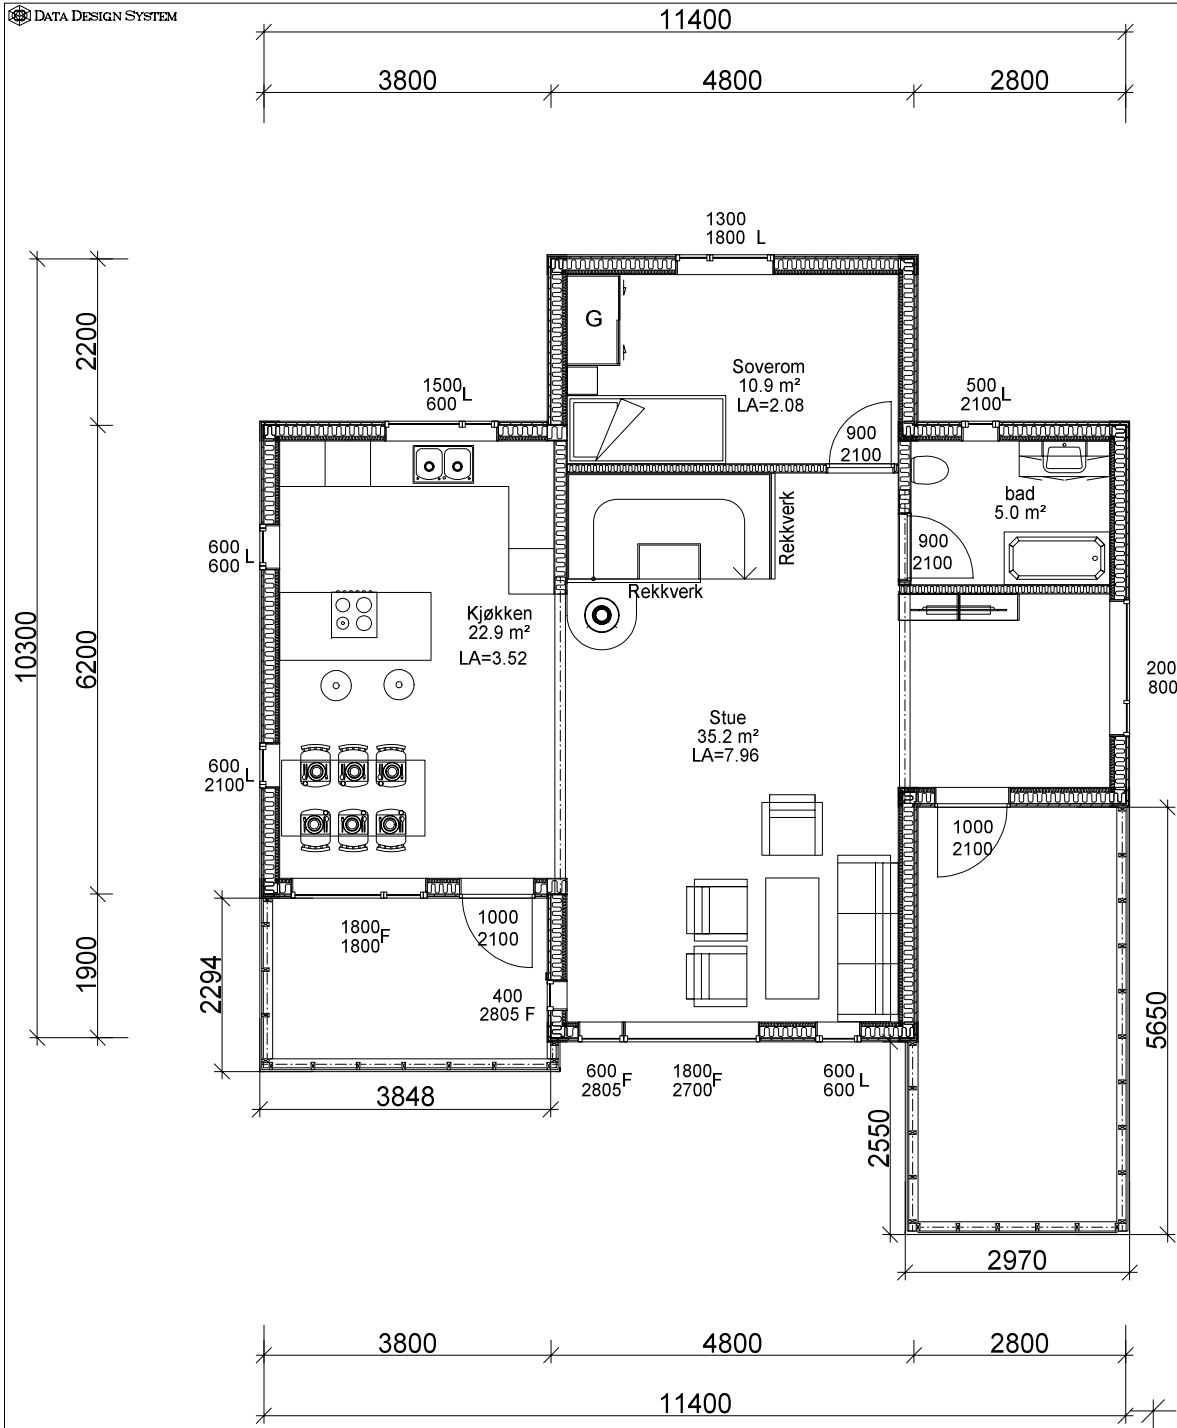 DATA DESIGN SYSTEM
11400
3800 4800 2800
1300
1800 L
2200
G
Soverom
10.9 m²
LA=2.08
1500 L
600
500 L
2100
900
2100
bad
5.0 m²
Rekkverk
900
2100
600 L
600
Rekkverk
Kjøkken
22.9 m²
LA=3.52
10300
6200
200
800
Stue
35.2 m²
LA=7.96
600 L
2100
1000
2100
1800 F
1800
1000
2100
1900
2294
400
2805 F
5650
600 F
2805
1800 F
2700
600 L
600
3848
2550
2970
3800 4800 2800
11400